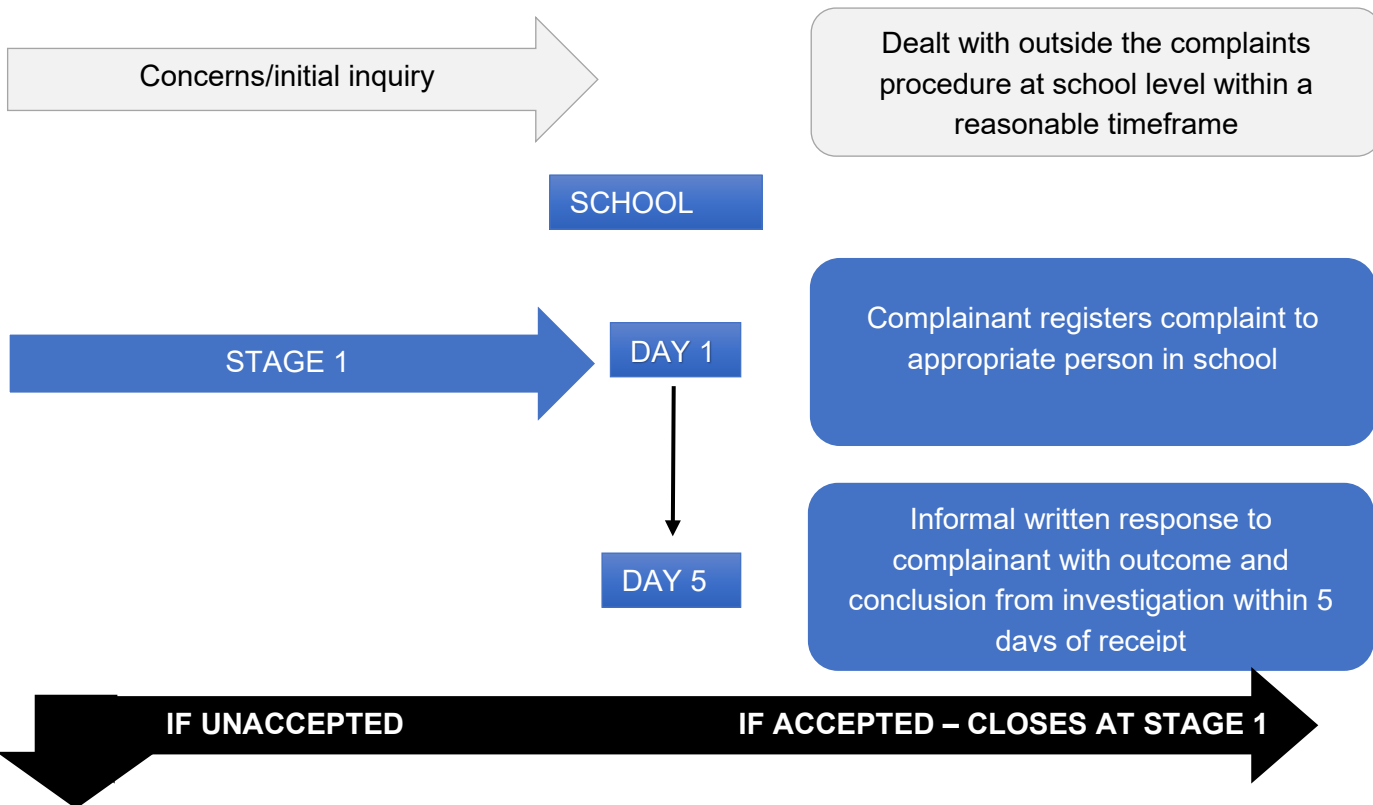 Concerns/initial inquiry
Dealt with outside the complaints
procedure at school level within a
reasonable timeframe
SCHOOL
STAGE 1
DAY 1
Complainant registers complaint to
appropriate person in school
DAY 5
Informal written response to
complainant with outcome and
conclusion from investigation within 5
days of receipt
IF UNACCEPTED
IF ACCEPTED – CLOSES AT STAGE 1